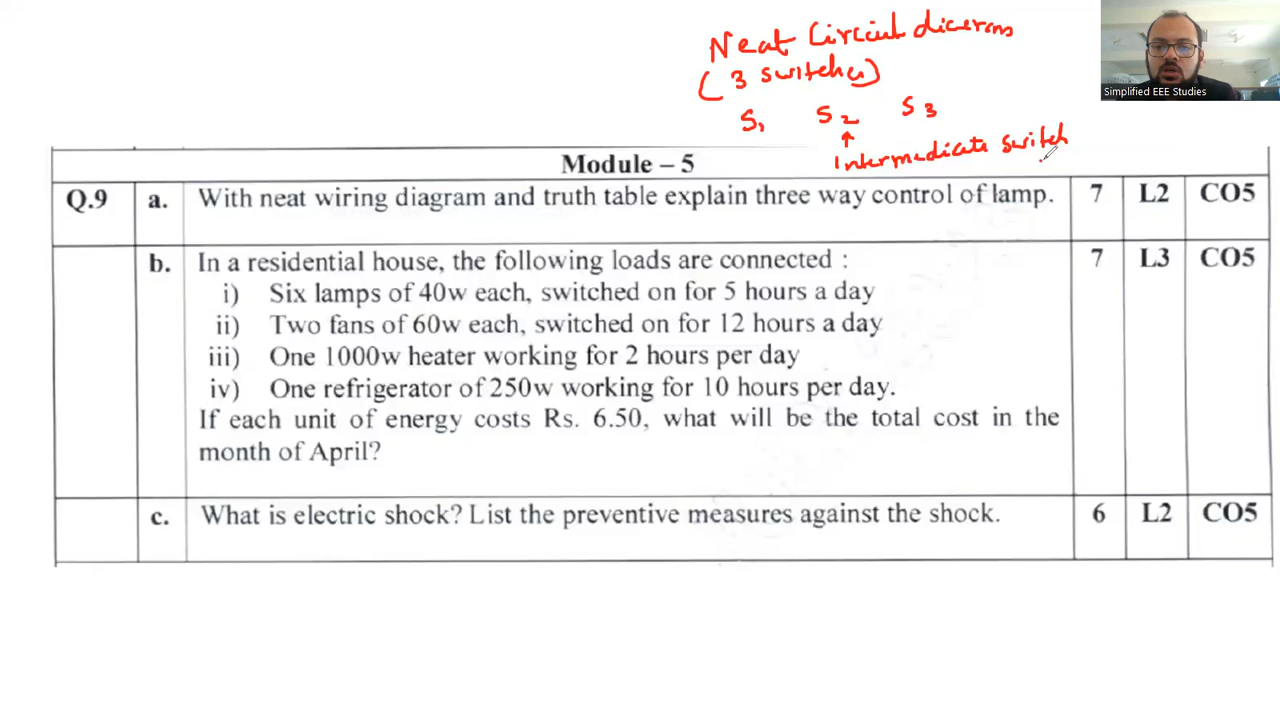 Neat Circuit dicerams
(3 switches)
S1 S2 S3
Intermediate switch
Simplified EEE Studies
Module – 5
Q.9 a. With neat wiring diagram and truth table explain three way control of lamp. 7 L2 CO5
b. In a residential house, the following loads are connected : 7 L3 CO5
i) Six lamps of 40w each, switched on for 5 hours a day
ii) Two fans of 60w each, switched on for 12 hours a day
iii) One 1000w heater working for 2 hours per day
iv) One refrigerator of 250w working for 10 hours per day.
If each unit of energy costs Rs. 6.50, what will be the total cost in the
month of April?
c. What is electric shock? List the preventive measures against the shock. 6 L2 CO5